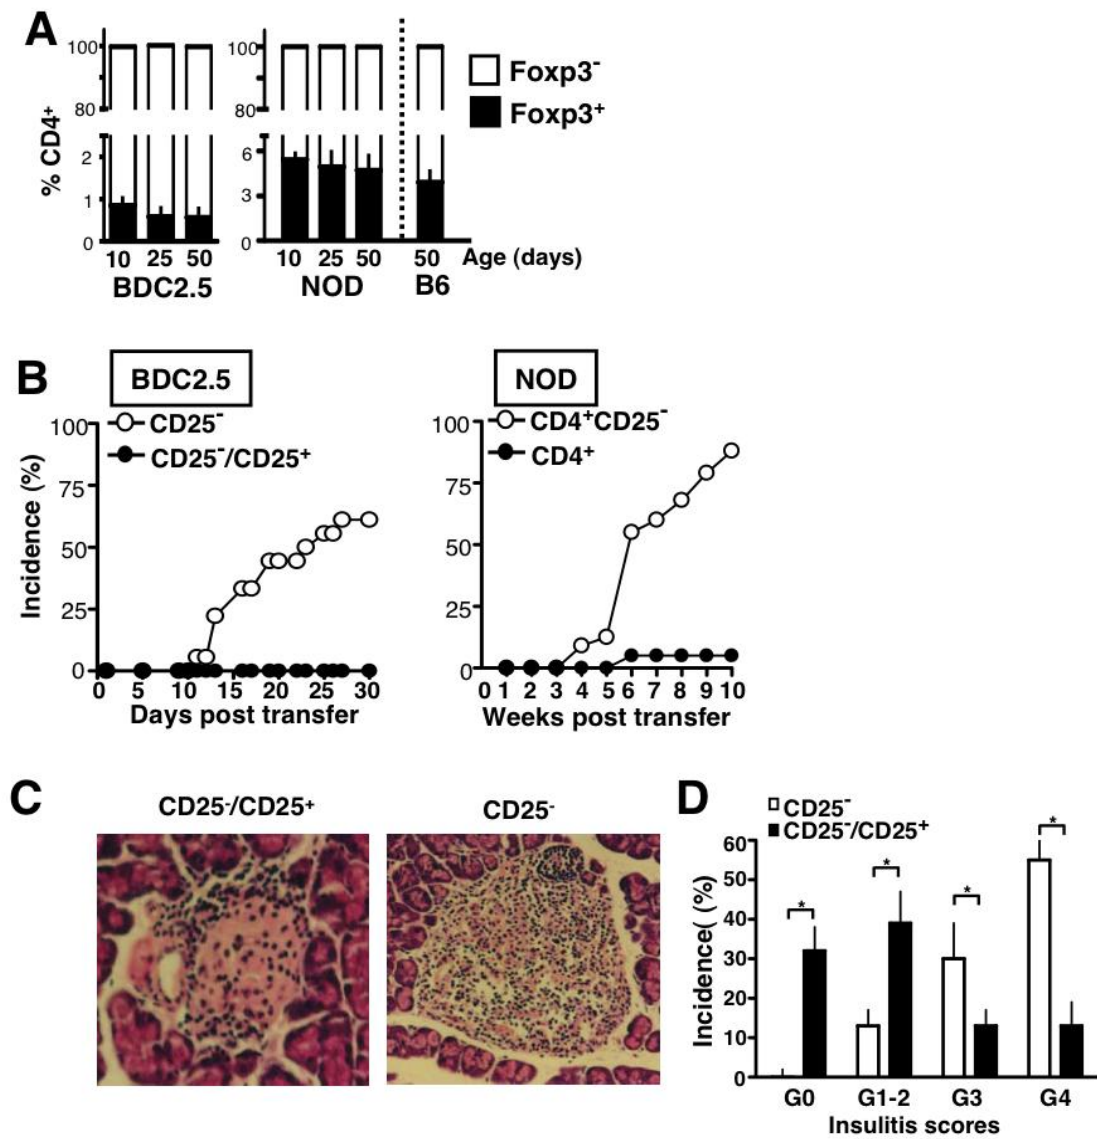 A
100
80
2
1
0
% CD4+
10 25 50
BDC2.5
100
80
6
3
0
10 25 50
NOD
50
B6
Age (days)
Foxp3-
Foxp3+
B
BDC2.5
CD25-
CD25-/CD25+
100
75
50
25
0
Incidence (%)
0 5 10 15 20 25 30
Days post transfer
NOD
CD4+CD25-
CD4+
100
75
50
25
0
0 1 2 3 4 5 6 7 8 9 10
Weeks post transfer
C
CD25-/CD25+
CD25-
D
CD25-
CD25-/CD25+
60
50
40
30
20
10
0
Incidence( (%)
* * * *
G0 G1-2 G3 G4
Insulitis scores